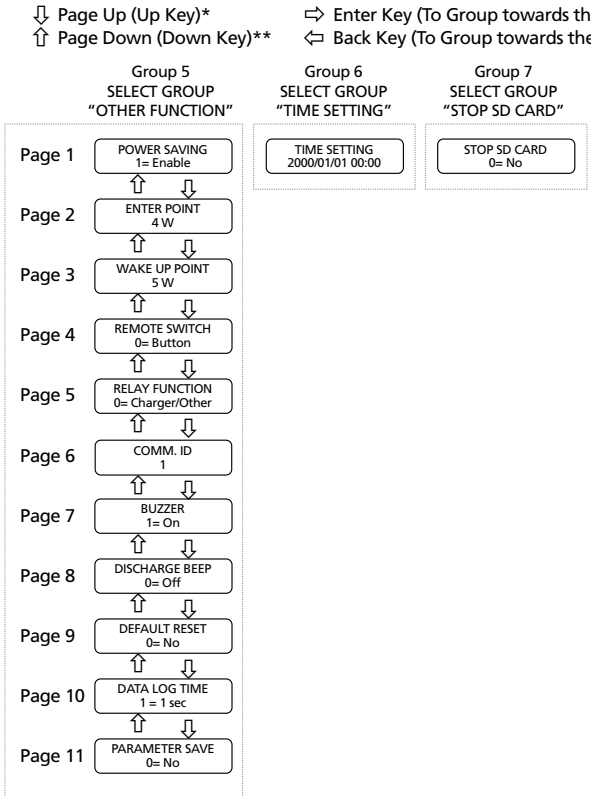 ⇩ Page Up (Up Key)*
⇨ Enter Key (To Group towards th
⇧ Page Down (Down Key)**
⇦ Back Key (To Group towards the
Group 5
SELECT GROUP
“OTHER FUNCTION”
Group 6
SELECT GROUP
“TIME SETTING”
Group 7
SELECT GROUP
“STOP SD CARD”
Page 1
POWER SAVING
1= Enable
TIME SETTING
2000/01/01 00:00
STOP SD CARD
0= No
Page 2
ENTER POINT
4 W
Page 3
WAKE UP POINT
5 W
Page 4
REMOTE SWITCH
0= Button
Page 5
RELAY FUNCTION
0= Charger/Other
Page 6
COMM. ID
1
Page 7
BUZZER
1= On
Page 8
DISCHARGE BEEP
0= Off
Page 9
DEFAULT RESET
0= No
Page 10
DATA LOG TIME
1 = 1 sec
Page 11
PARAMETER SAVE
0= No